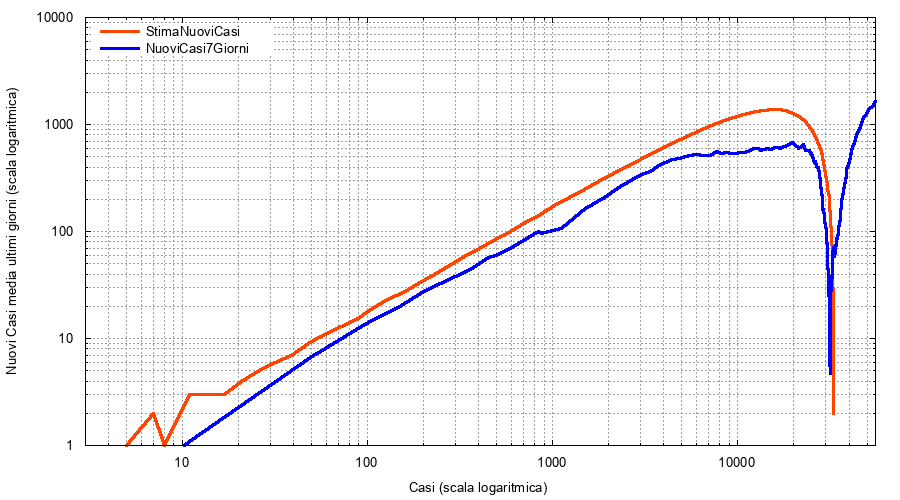 10000
1000
100
10
1
StimaNuoviCasi
NuoviCasi7Giorni
Nuovi Casi media ultimi giorni (scala logaritmica)
10 100 1000 10000
Casi (scala logaritmica)